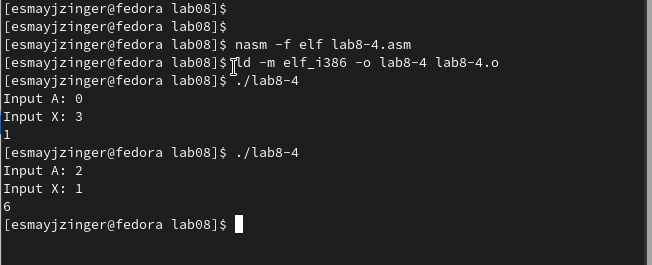 [esmayjzinger@fedora lab08]$
[esmayjzinger@fedora lab08]$
[esmayjzinger@fedora lab08]$ nasm -f elf lab8-4.asm
[esmayjzinger@fedora lab08]$ ld -m elf_i386 -o lab8-4 lab8-4.o
[esmayjzinger@fedora lab08]$ ./lab8-4
Input A: 0
Input X: 3
1
[esmayjzinger@fedora lab08]$ ./lab8-4
Input A: 2
Input X: 1
6
[esmayjzinger@fedora lab08]$